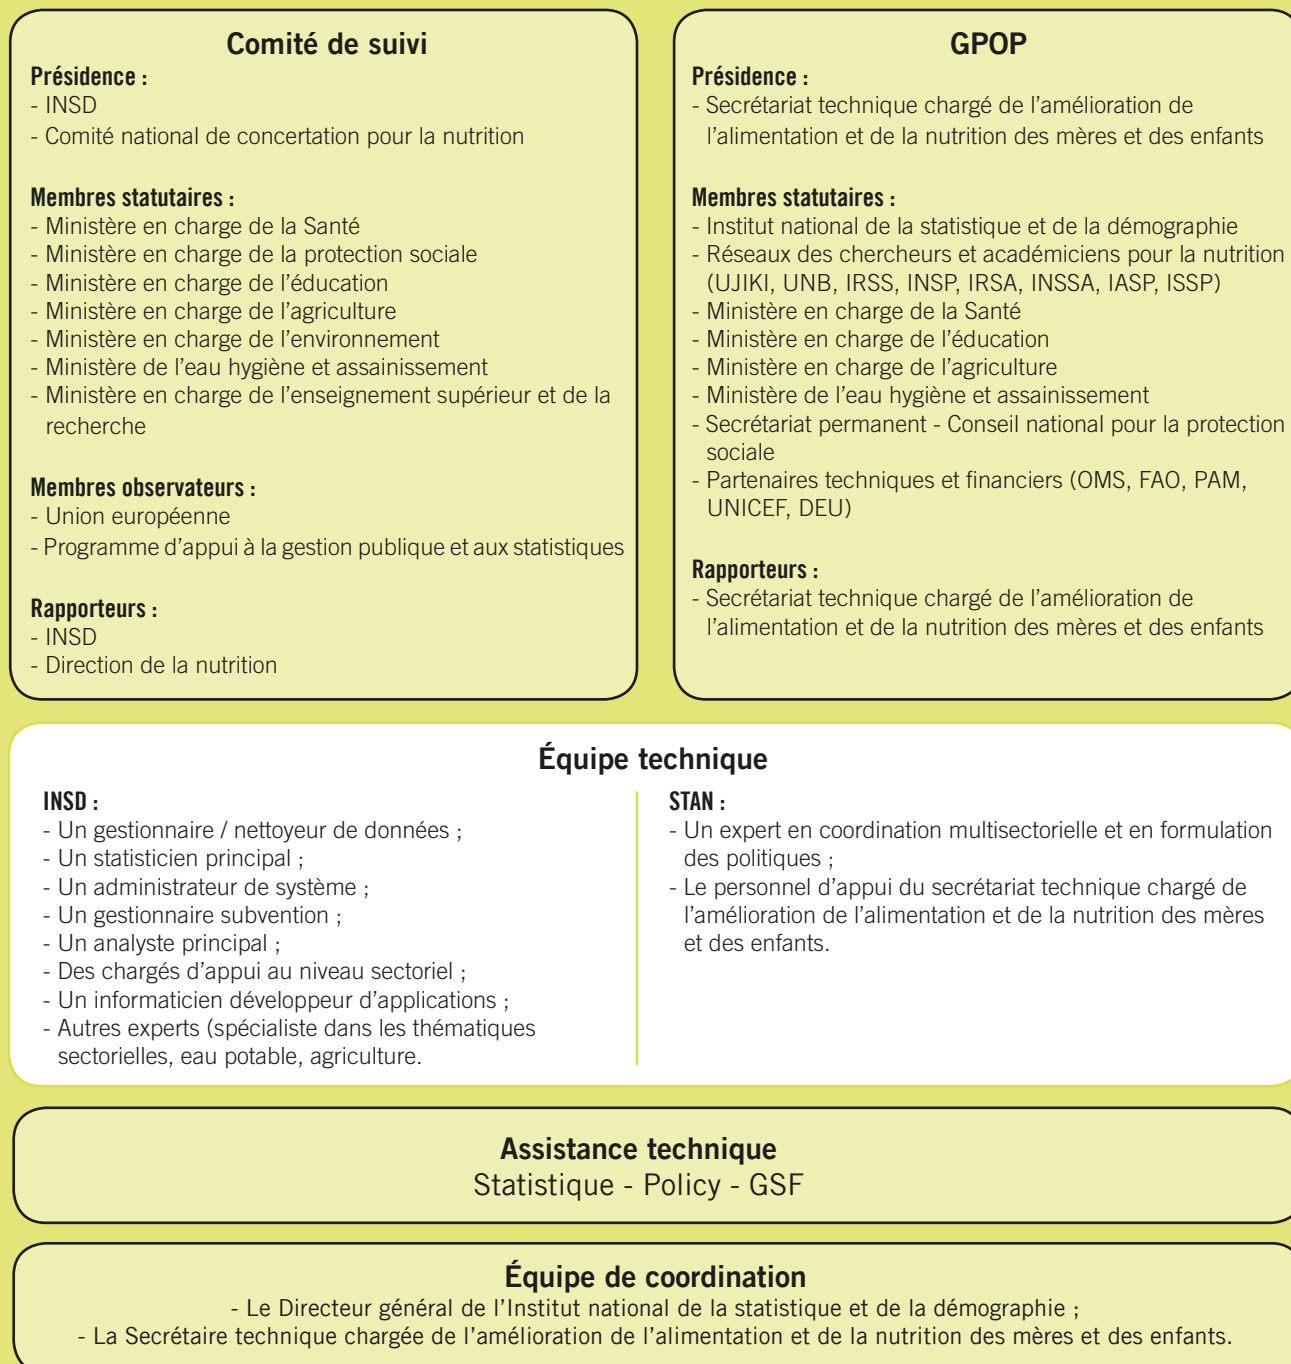 Comité de suivi
Présidence :
- INSD
- Comité national de concertation pour la nutrition
Membres statutaires :
- Ministère en charge de la Santé
- Ministère en charge de la protection sociale
- Ministère en charge de l'éducation
- Ministère en charge de l'agriculture
- Ministère en charge de l'environnement
- Ministère de l'eau hygiène et assainissement
- Ministère en charge de l'enseignement supérieur et de la
recherche
Membres observateurs :
- Union européenne
- Programme d'appui à la gestion publique et aux statistiques
Rapporteurs :
- INSD
- Direction de la nutrition
GPOP
Présidence :
- Secrétariat technique chargé de l'amélioration de
l'alimentation et de la nutrition des mères et des enfants
Membres statutaires :
- Institut national de la statistique et de la démographie
- Réseaux des chercheurs et académiciens pour la nutrition
(UJIKI, UNB, IRSS, INSP, IRSA, INSSA, IASP, ISSP)
- Ministère en charge de la Santé
- Ministère en charge de l'éducation
- Ministère en charge de l'agriculture
- Ministère de l'eau hygiène et assainissement
- Secrétariat permanent - Conseil national pour la protection
sociale
- Partenaires techniques et financiers (OMS, FAO, PAM,
UNICEF, DEU)
Rapporteurs :
- Secrétariat technique chargé de l'amélioration de
l'alimentation et de la nutrition des mères et des enfants
Équipe technique
INSD :
- Un gestionnaire / nettoyeur de données ;
- Un statisticien principal ;
- Un administrateur de système ;
- Un gestionnaire subvention ;
- Un analyste principal ;
- Des chargés d'appui au niveau sectoriel ;
- Un informaticien développeur d'applications ;
- Autres experts (spécialiste dans les thématiques
sectorielles, eau potable, agriculture.
STAN :
- Un expert en coordination multisectorielle et en formulation
des politiques ;
- Le personnel d'appui du secrétariat technique chargé de
l'amélioration de l'alimentation et de la nutrition des mères
et des enfants.
Assistance technique
Statistique - Policy - GSF
Équipe de coordination
- Le Directeur général de l'Institut national de la statistique et de la démographie ;
- La Secrétaire technique chargée de l'amélioration de l'alimentation et de la nutrition des mères et des enfants.